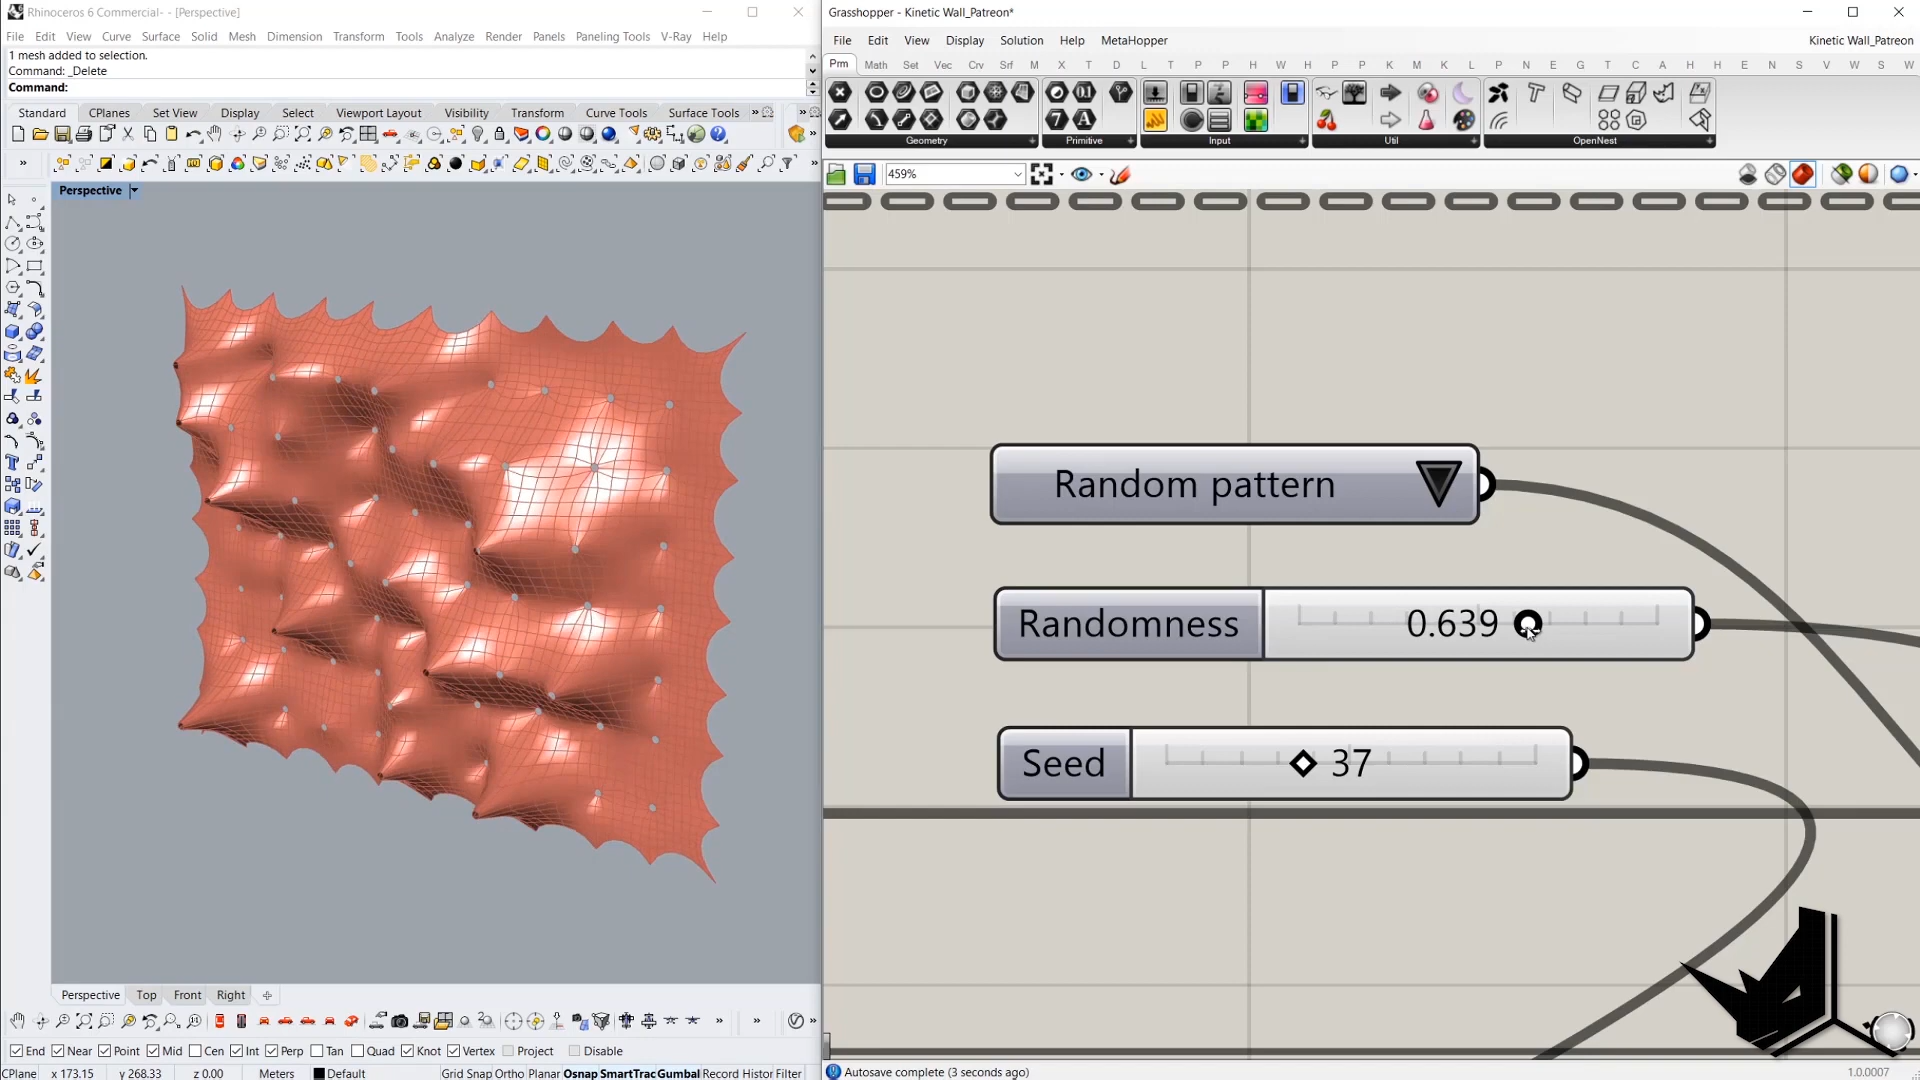 Rhinoceros 6 Commercial- - [Perspective]
File Edit View Curve Surface Solid Mesh Dimension Transform Tools Analyze Render Panels Paneling Tools V-Ray Help
1 mesh added to selection.
Command: _Delete
Command:
Standard CPlanes Set View Display Select Viewport Layout Visibility Transform Curve Tools Surface Tools »
Perspective
Perspective Top Front Right
End Near Point Mid Cen Int Perp Tan Quad Knot Vertex Project Disable
CPlane x 173.15 y 268.33 z 0.00 Meters Default Grid Snap Ortho Planar Osnap SmartTrac Gumbal Record Histor Filter
Grasshopper - Kinetic Wall_Patreon*
File Edit View Display Solution Help MetaHopper Kinetic Wall_Patreon
Prm Math Set Vec Crv Srf M X T D L T P P H W H P K M K L P N E G T C A H H E N S V W S W
Geometry Primitive Input Util OpenNest
459%
Random pattern
Randomness 0.639
Seed 37
Autosave complete (3 seconds ago) 1.0.0007